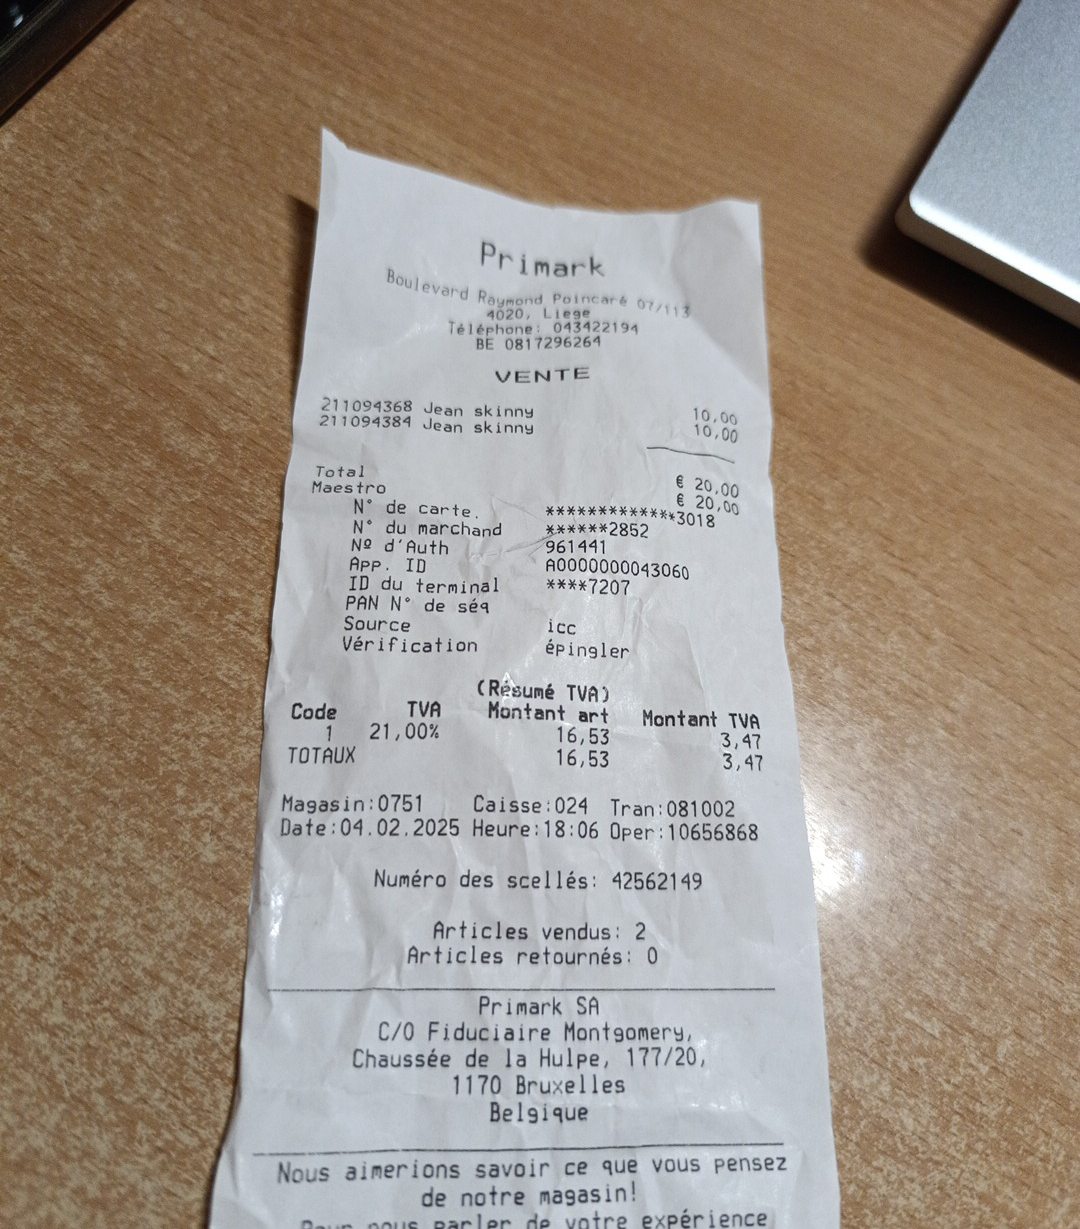 Primark
Boulevard Raymond Poincaré 07/113
4020, Liege
Téléphone: 043422194
BE 0817296264
VENTE
211094368 Jean skinny 10,00
211094384 Jean skinny 10,00
Total € 20,00
Maestro € 20,00
N° de carte. *************3018
N° du marchand ******2852
Nº d'Auth 961441
App. ID A0000000043060
ID du terminal ****7207
PAN N° de séq
Source icc
Vérification épingler
(Résumé TVA)
Code TVA Montant art Montant TVA
1 21,00% 16,53 3,47
TOTAUX 16,53 3,47
Magasin:0751 Caisse:024 Tran:081002
Date:04.02.2025 Heure:18:06 Oper:10656868
Numéro des scellés: 42562149
Articles vendus: 2
Articles retournés: 0
Primark SA
C/O Fiduciaire Montgomery,
Chaussée de la Hulpe, 177/20,
1170 Bruxelles
Belgique
Nous aimerions savoir ce que vous pensez
de notre magasin!
Pour nous parler de votre expérience